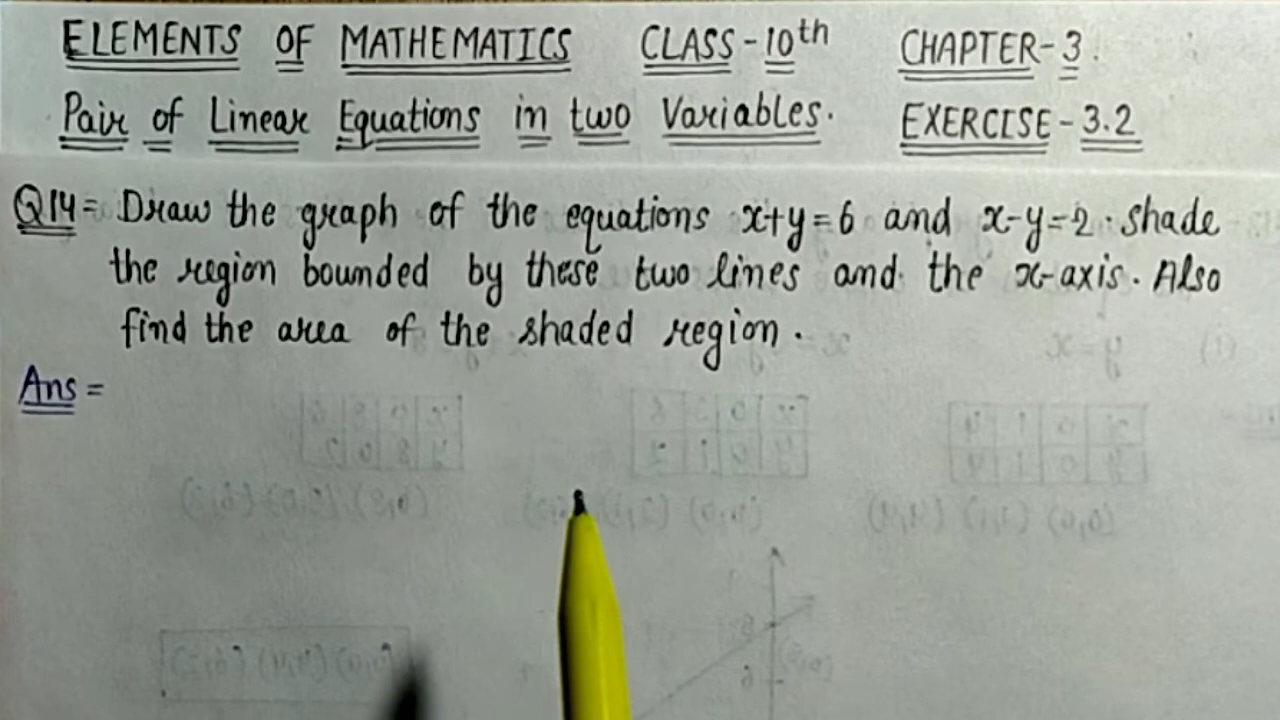 ELEMENTS OF MATHEMATICS CLASS-10th CHAPTER-3.
Pair of Linear Equations in two Variables. EXERCISE-3.2
Q14= Draw the graph of the equations x+y=6 and x-y=2. shade
the region bounded by these two lines and the x-axis. Also
find the area of the shaded region.
Ans=